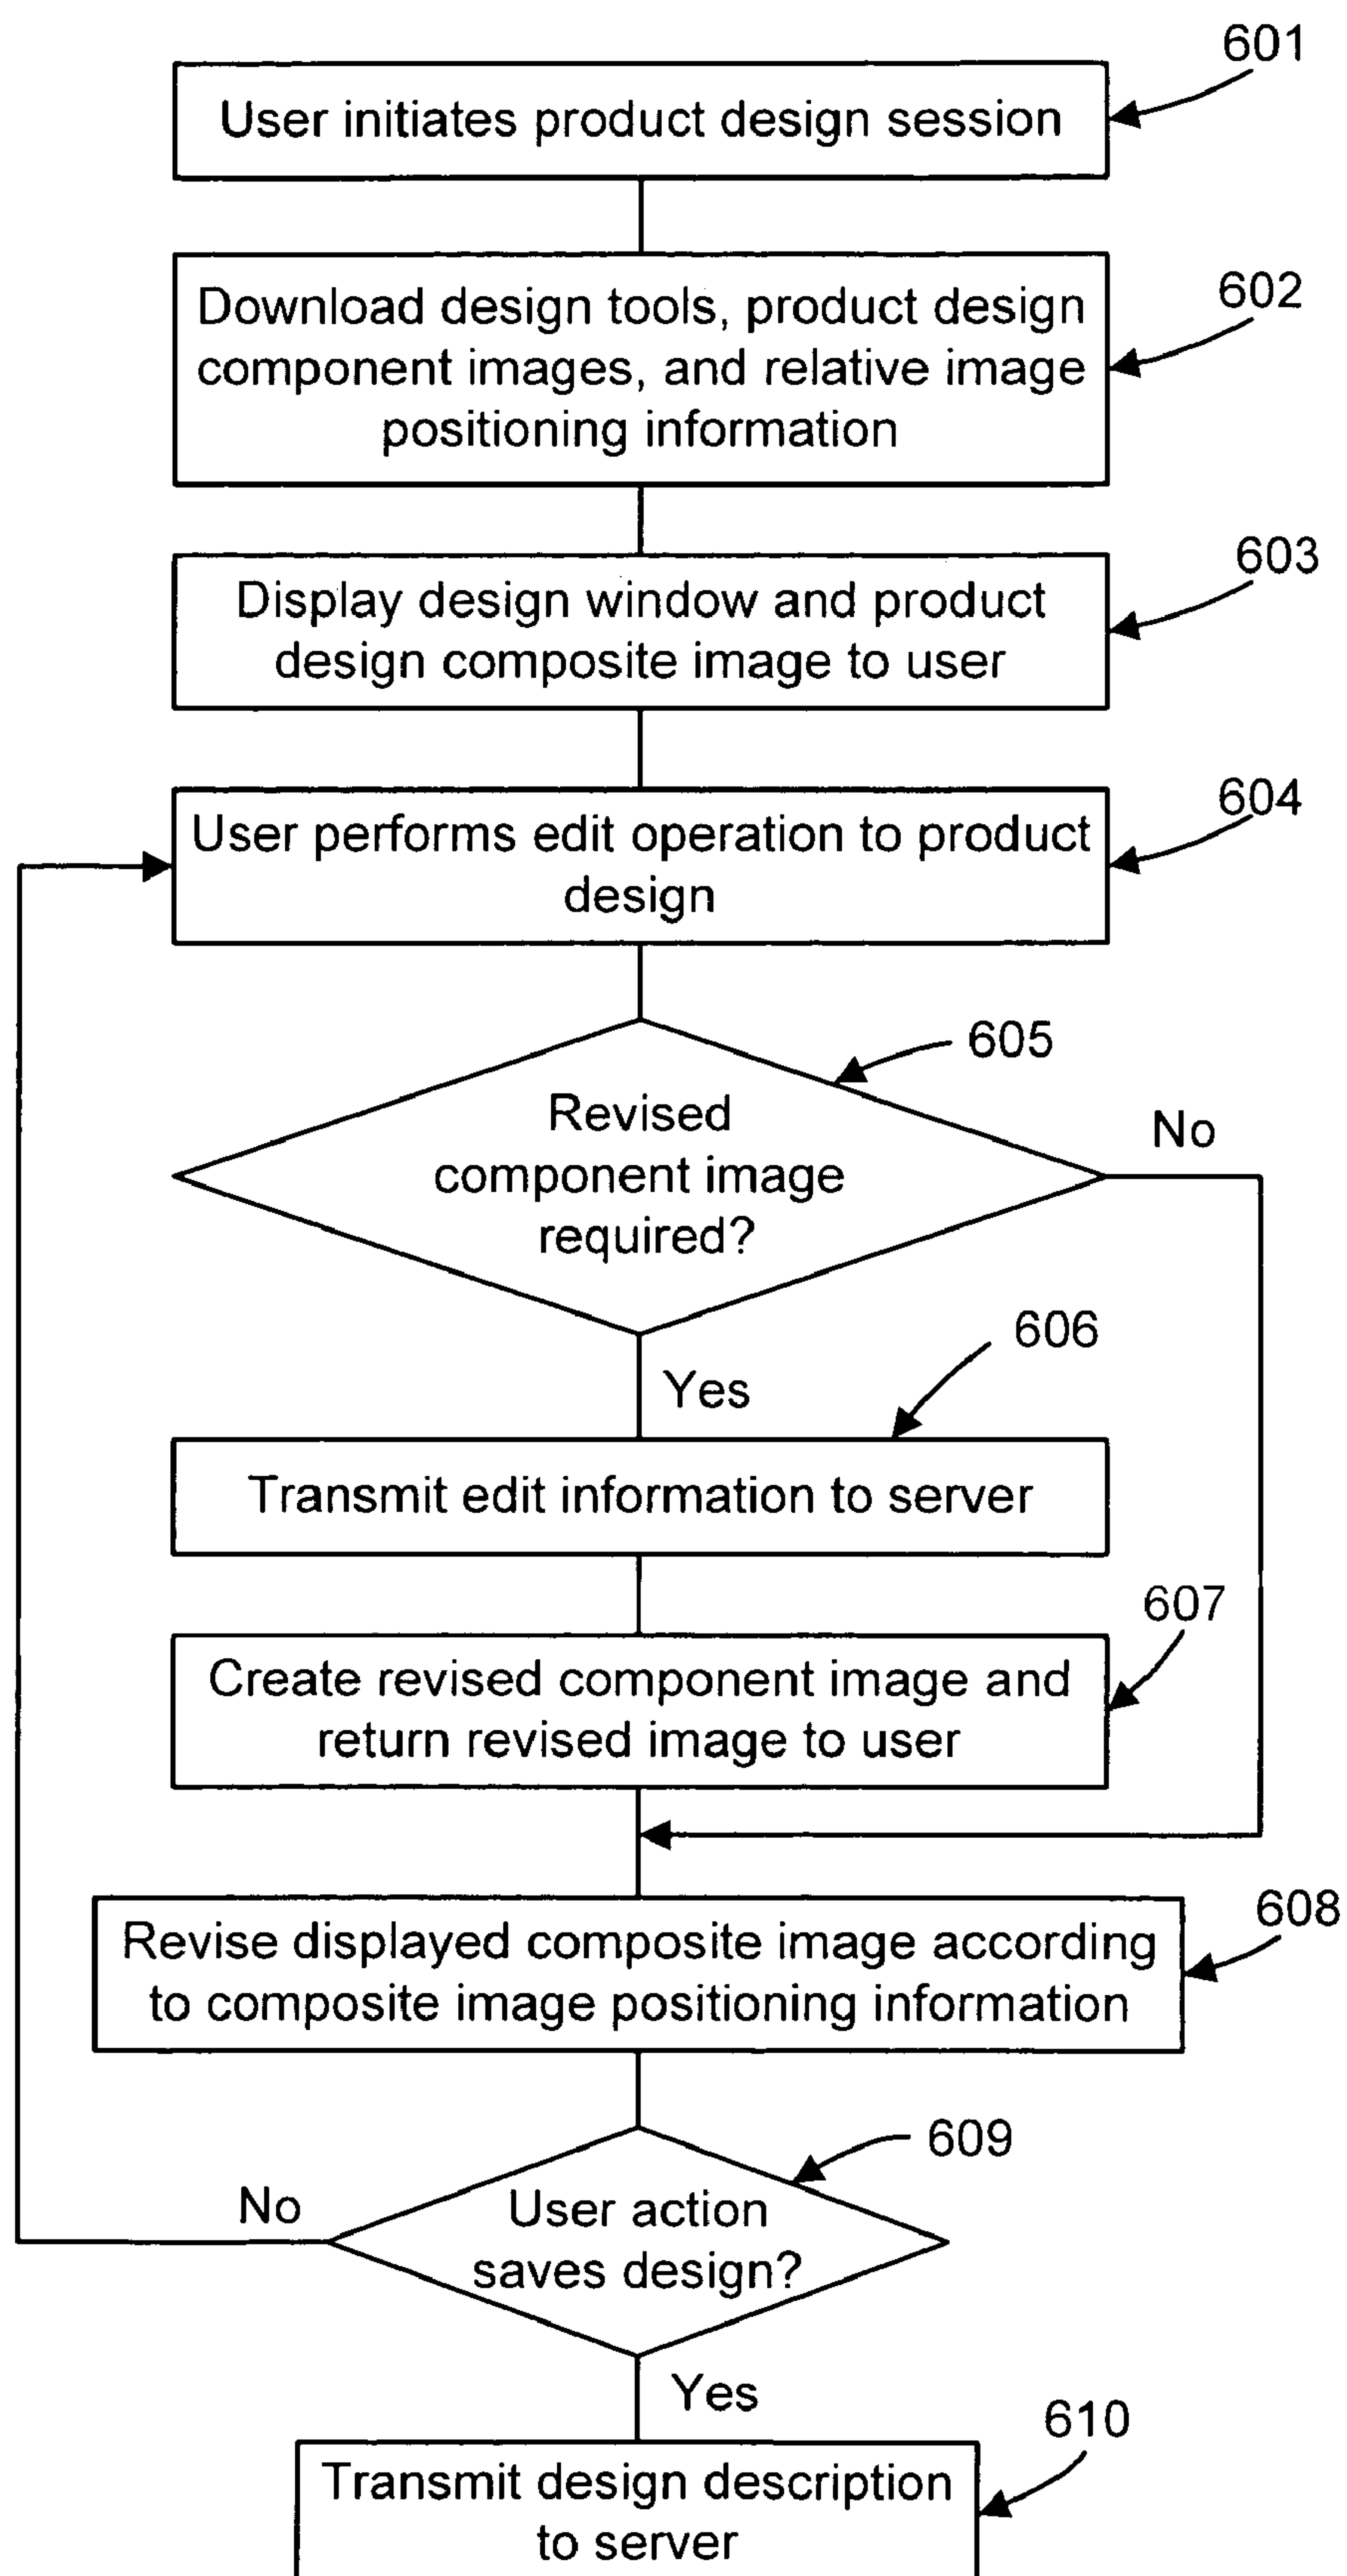 601
User initiates product design session
602
Download design tools, product design
component images, and relative image
positioning information
603
Display design window and product
design composite image to user
604
User performs edit operation to product
design
605
Revised
component image
required?
No
606
Yes
Transmit edit information to server
607
Create revised component image and
return revised image to user
608
Revise displayed composite image according
to composite image positioning information
609
No
User action
saves design?
Yes
610
Transmit design description
to server